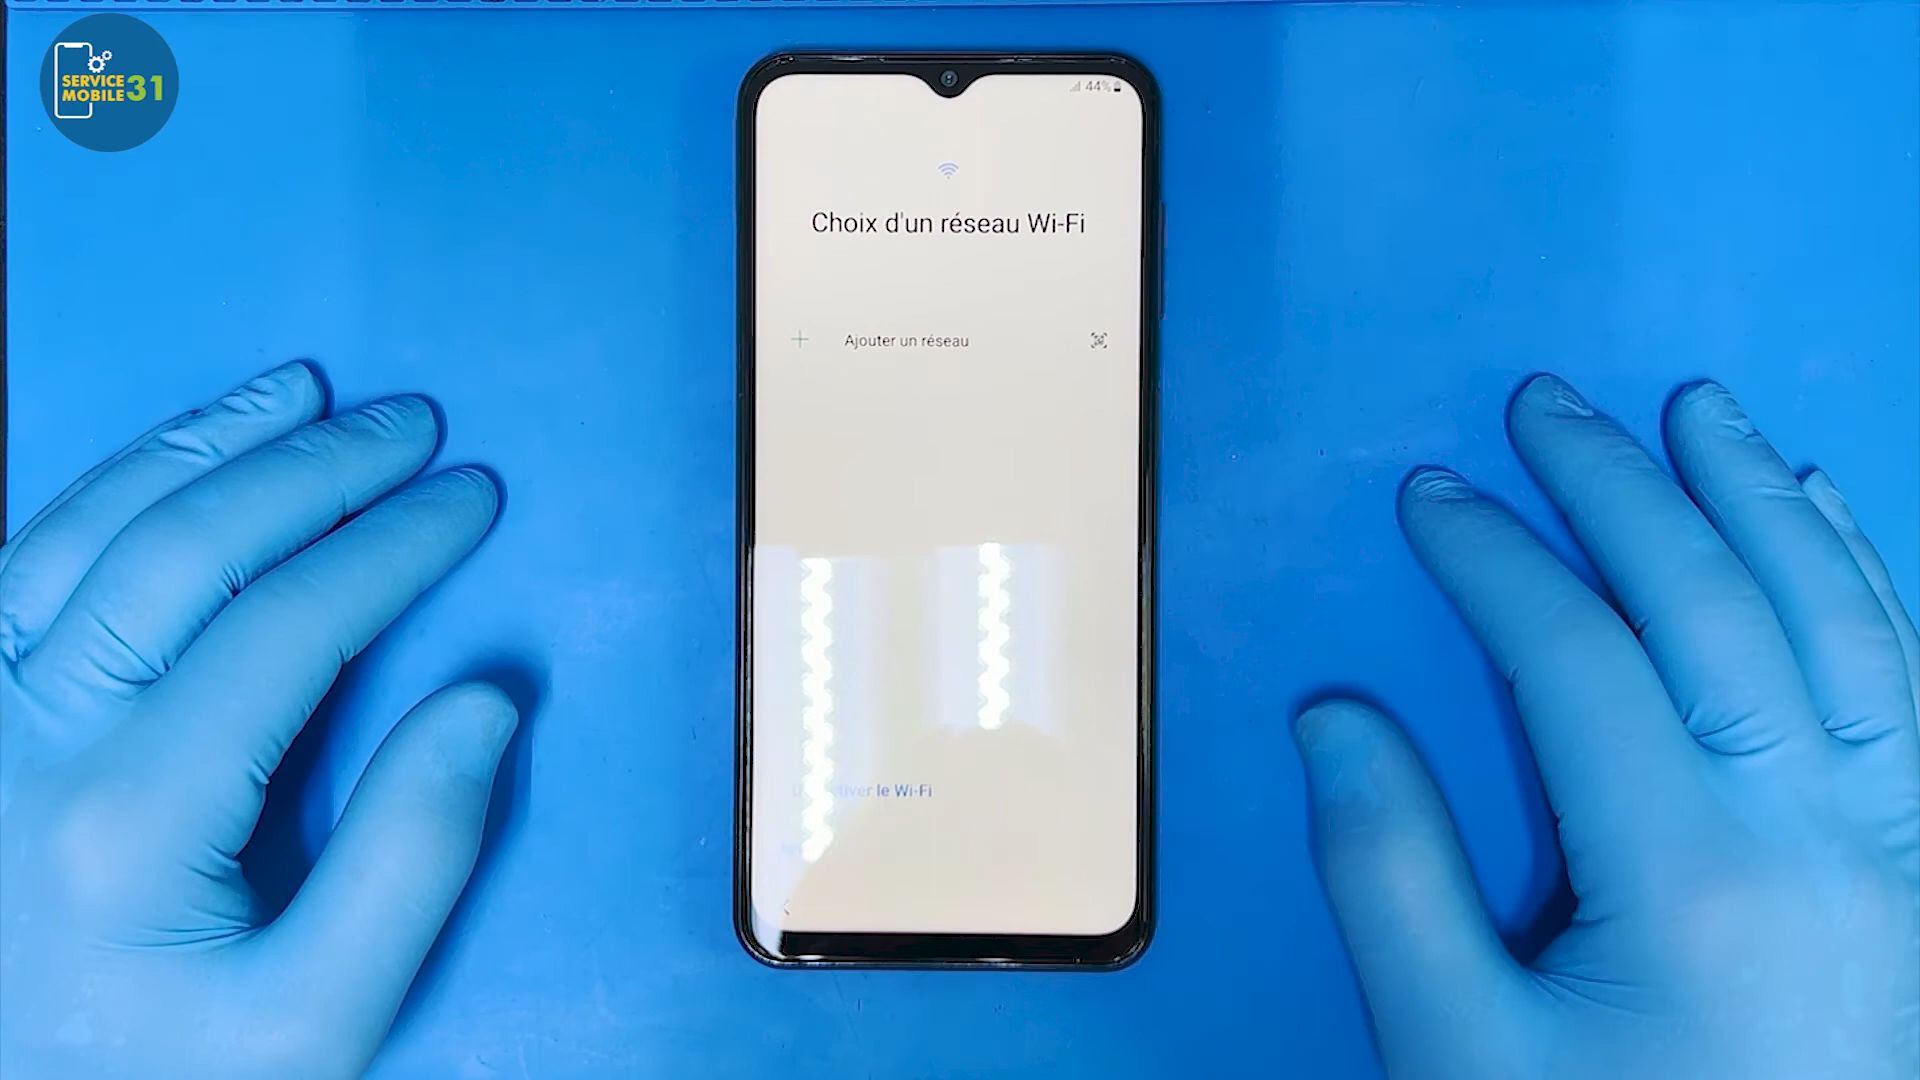 SERVICE
MOBILE 31
44%
Choix d'un réseau Wi-Fi
Ajouter un réseau
le Wi-Fi